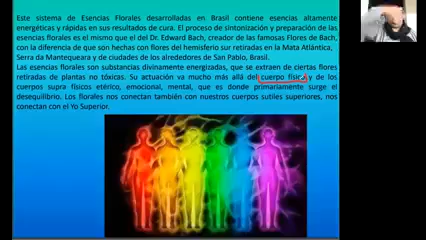 Este sistema de Esencias Florales desarrolladas en Brasil contiene esencias altamente
energéticas y rápidas en sus resultados de cura. El proceso de sintonización y preparación de las
esencias florales es el mismo que el del Dr. Edward Bach, creador de las famosas Flores de Bach,
con la diferencia de que son hechas con flores del hemisferio sur retiradas en la Mata Atlántica,
Serra da Mantequeira y de ciudades de los alrededores de San Pablo, Brasil.
Las esencias florales son substancias divinamente energizadas, que se extraen de ciertas flores
retiradas de plantas no tóxicas. Su actuación va mucho más allá del cuerpo físico y de los
cuerpos supra físicos etérico, emocional, mental, que es donde primariamente surge el
desequilibrio. Los florales nos conectan también con nuestros cuerpos sutiles superiores, nos
conectan con el Yo Superior.